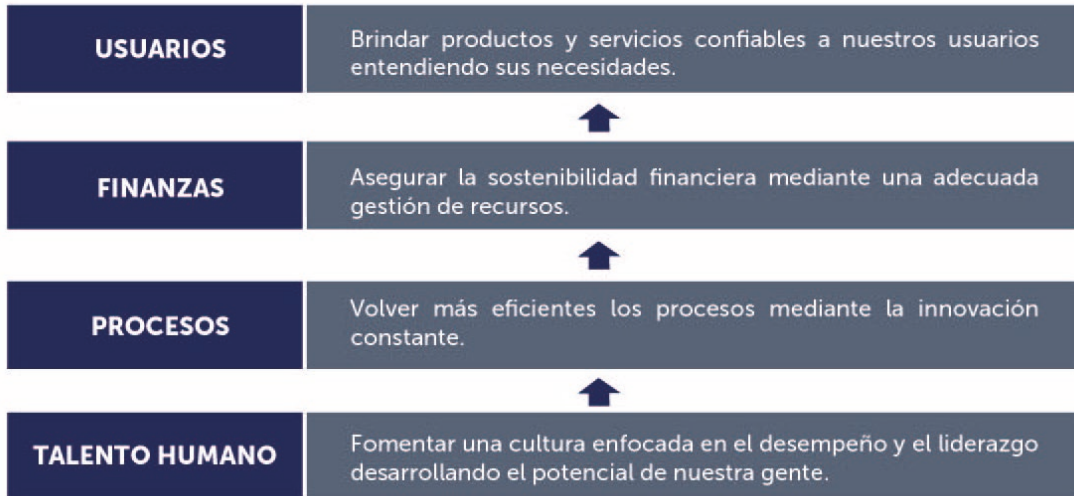 USUARIOS
Brindar productos y servicios confiables a nuestros usuarios
entendiendo sus necesidades.
FINANZAS
Asegurar la sostenibilidad financiera mediante una adecuada
gestión de recursos.
PROCESOS
Volver más eficientes los procesos mediante la innovación
constante.
TALENTO HUMANO
Fomentar una cultura enfocada en el desempeño y el liderazgo
desarrollando el potencial de nuestra gente.